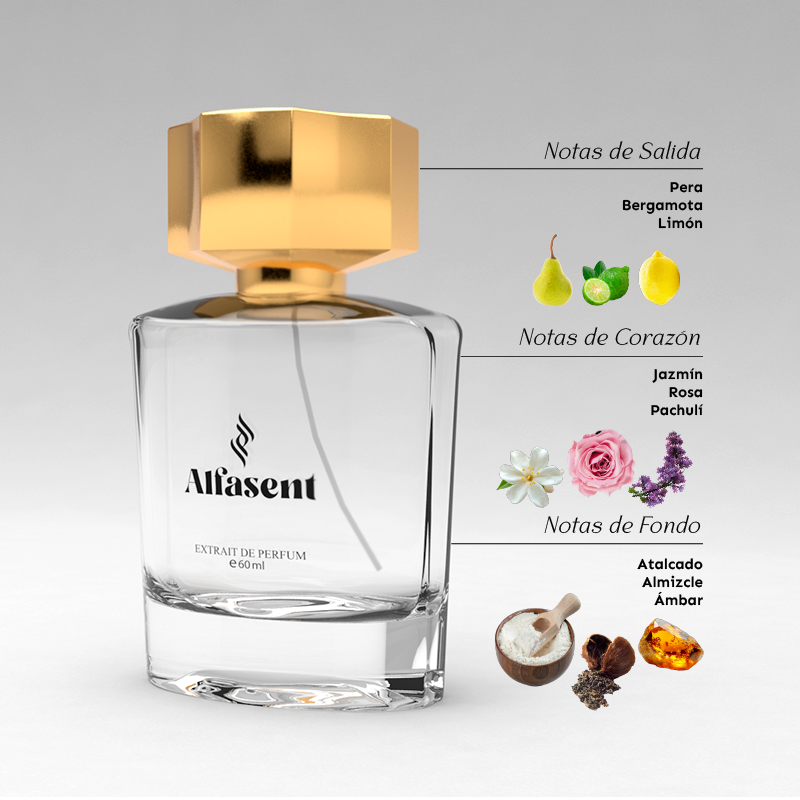 Notas de Salida
Pera
Bergamota
Limón
Notas de Corazón
Jazmín
Rosa
Pachulí
Alfasent
EXTRAIT DE PERFUM
e 60 ml
Notas de Fondo
Atalcado
Almizcle
Ámbar